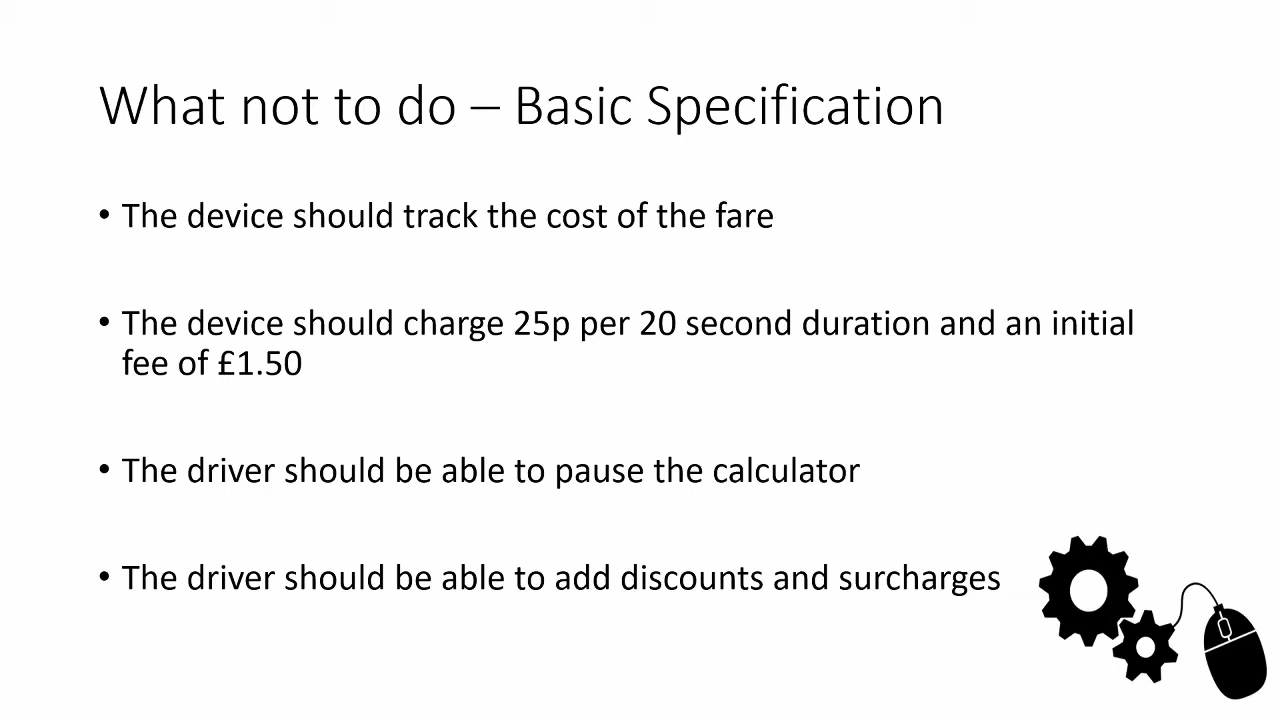 What not to do – Basic Specification
• The device should track the cost of the fare
• The device should charge 25p per 20 second duration and an initial
fee of £1.50
• The driver should be able to pause the calculator
• The driver should be able to add discounts and surcharges